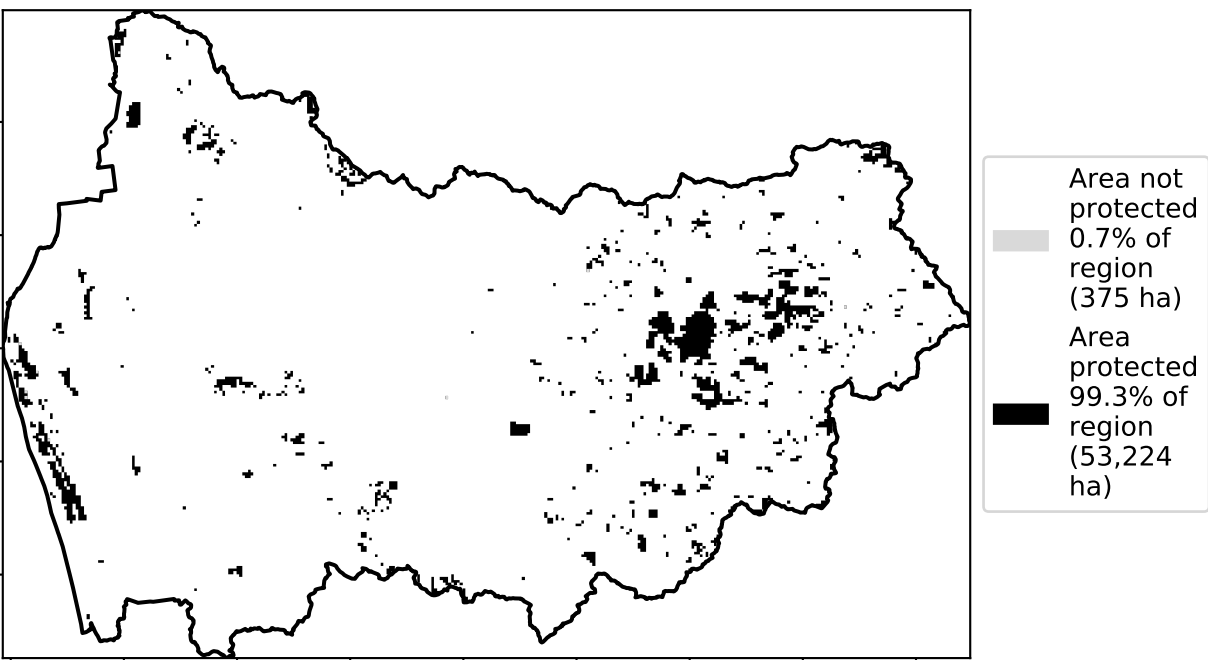 Area not
protected
0.7% of
region
(375 ha)
Area
protected
99.3% of
region
(53,224
ha)